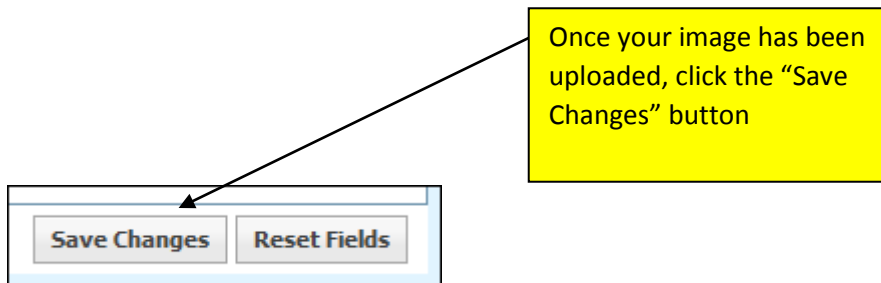 Once your image has been
uploaded, click the “Save
Changes” button
Save Changes Reset Fields